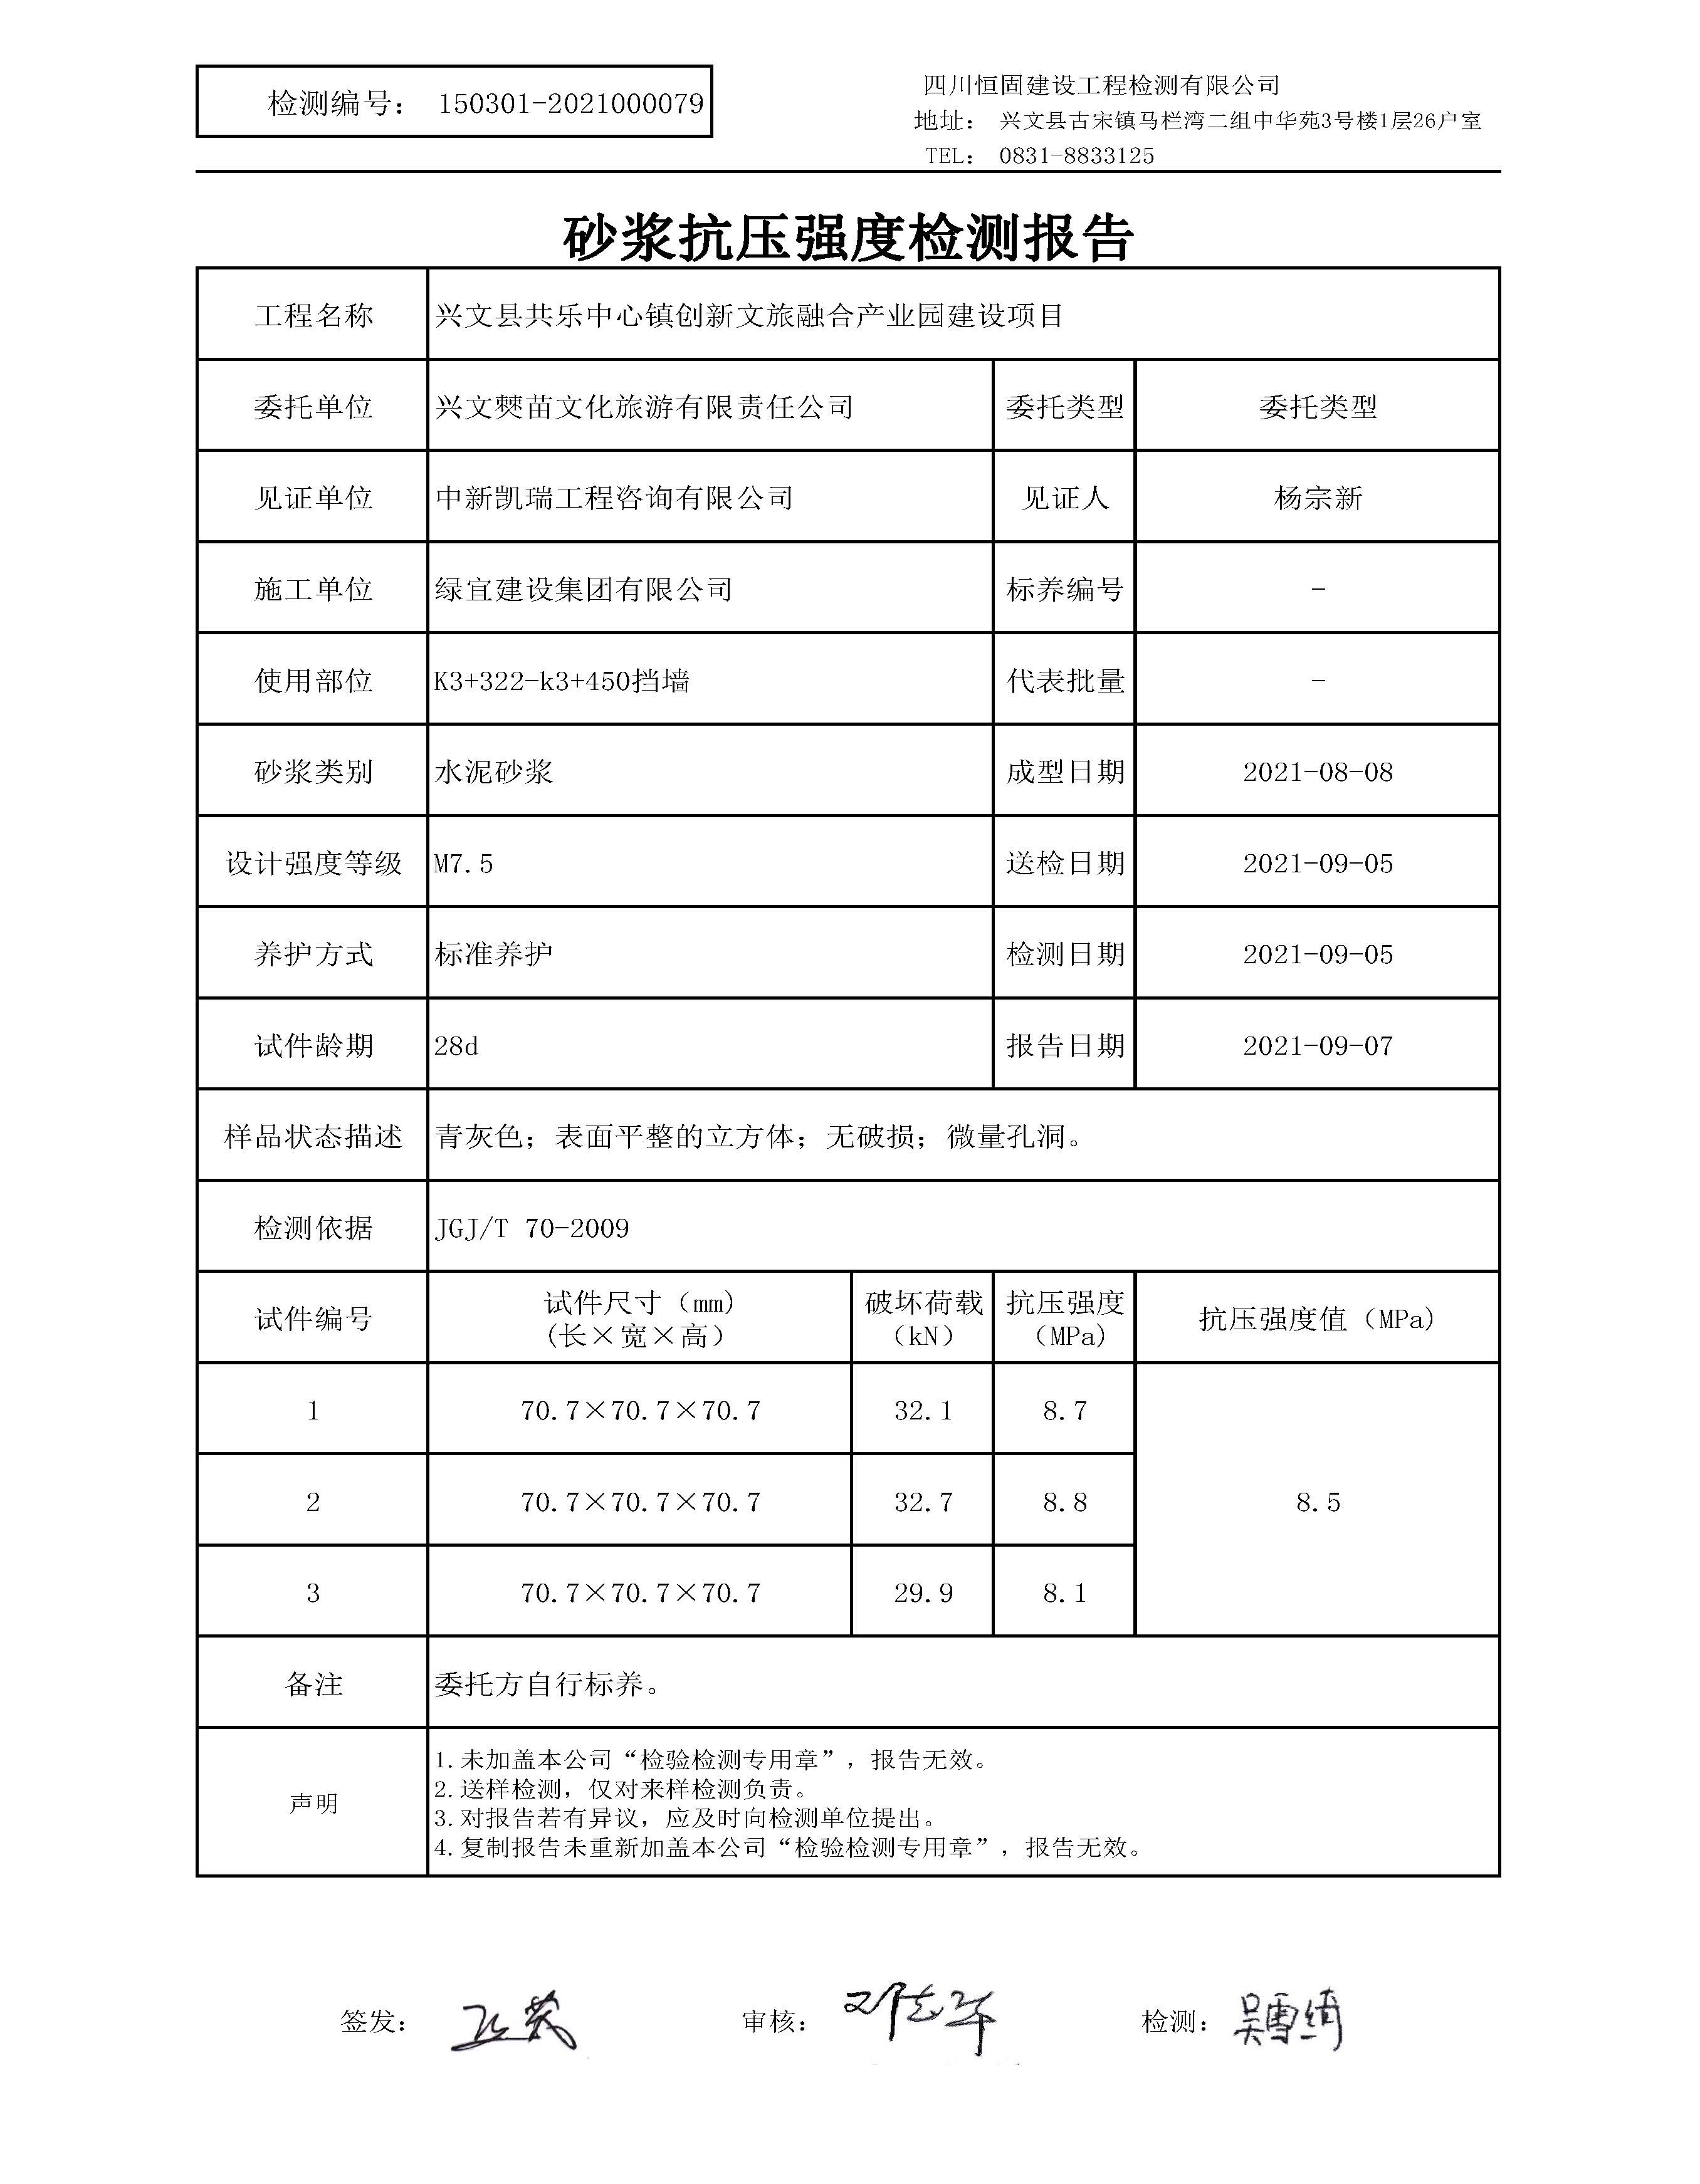 检测编号： 150301-2021000079
四川恒固建设工程检测有限公司
地址： 兴文县古宋镇马栏湾二组中华苑3号楼1层26户室
TEL： 0831-8833125
砂浆抗压强度检测报告
工程名称 兴文县共乐中心镇创新文旅融合产业园建设项目
委托单位 兴文僰苗文化旅游有限责任公司 委托类型 委托类型
见证单位 中新凯瑞工程咨询有限公司 见证人 杨宗新
施工单位 绿宜建设集团有限公司 标养编号 -
使用部位 K3+322-k3+450挡墙 代表批量 -
砂浆类别 水泥砂浆 成型日期 2021-08-08
设计强度等级 M7.5 送检日期 2021-09-05
养护方式 标准养护 检测日期 2021-09-05
试件龄期 28d 报告日期 2021-09-07
样品状态描述 青灰色；表面平整的立方体；无破损；微量孔洞。
检测依据 JGJ/T 70-2009
试件编号 试件尺寸（mm) (长×宽×高） 破坏荷载（kN） 抗压强度（MPa) 抗压强度值（MPa)
1 70.7×70.7×70.7 32.1 8.7
2 70.7×70.7×70.7 32.7 8.8 8.5
3 70.7×70.7×70.7 29.9 8.1
备注 委托方自行标养。
声明
1.未加盖本公司“检验检测专用章”，报告无效。
2.送样检测，仅对来样检测负责。
3.对报告若有异议，应及时向检测单位提出。
4.复制报告未重新加盖本公司“检验检测专用章”，报告无效。
签发： 审核： 检测：吴雪绮